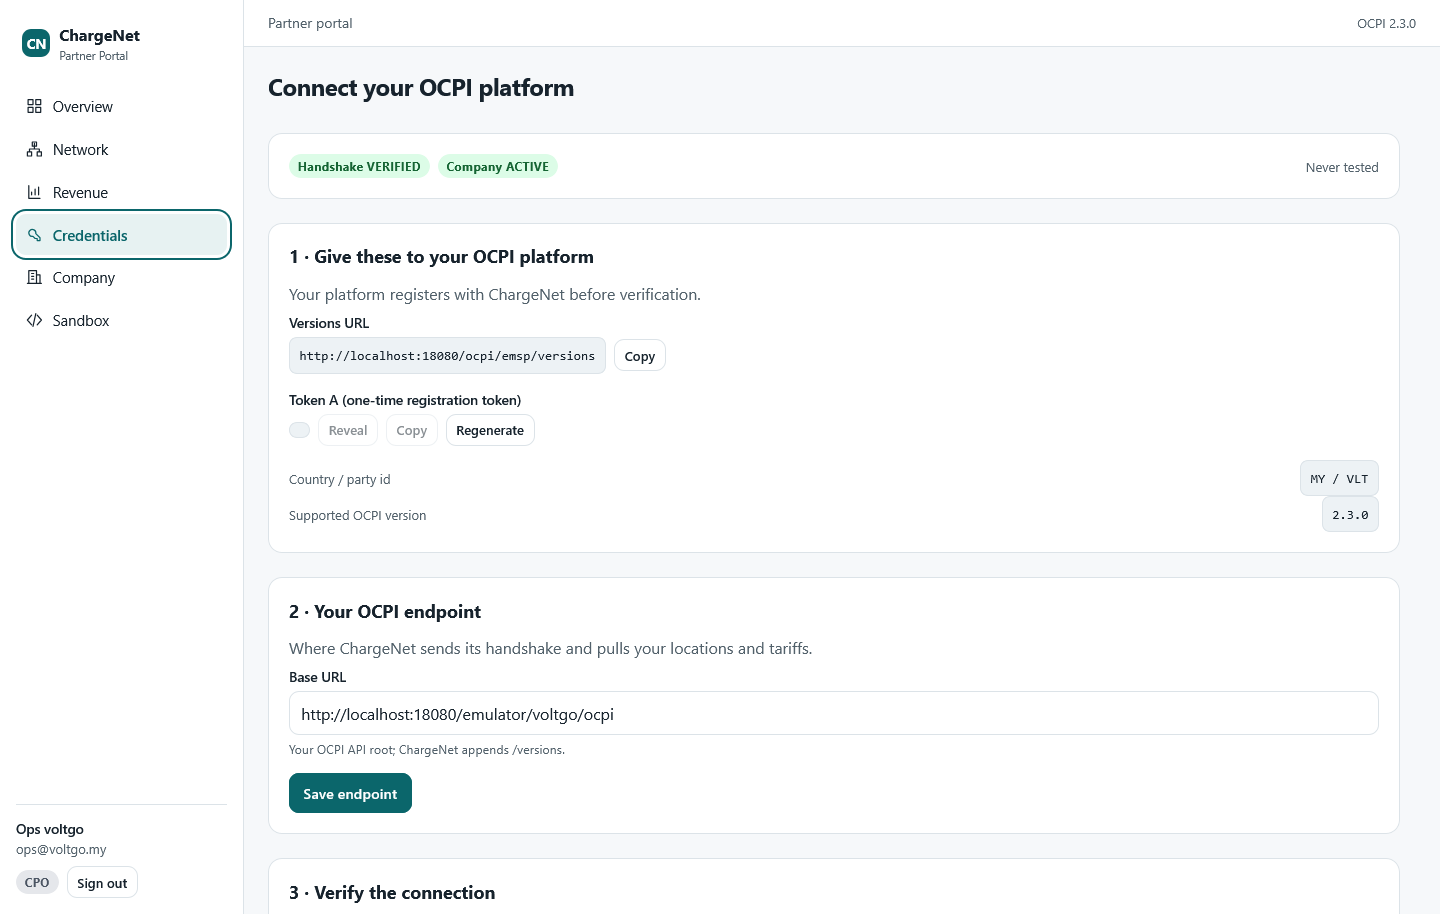 CN
ChargeNet
Partner Portal
Overview
Network
Revenue
Credentials
Company
Sandbox
Ops voltgo
ops@voltgo.my
CPO
Sign out
Partner portal
OCPI 2.3.0
Connect your OCPI platform
Handshake VERIFIED
Company ACTIVE
Never tested
1 · Give these to your OCPI platform
Your platform registers with ChargeNet before verification.
Versions URL
http://localhost:18080/ocpi/emsp/versions
Copy
Token A (one-time registration token)
Reveal
Copy
Regenerate
Country / party id
MY / VLT
Supported OCPI version
2.3.0
2 · Your OCPI endpoint
Where ChargeNet sends its handshake and pulls your locations and tariffs.
Base URL
http://localhost:18080/emulator/voltgo/ocpi
Your OCPI API root; ChargeNet appends /versions.
Save endpoint
3 · Verify the connection